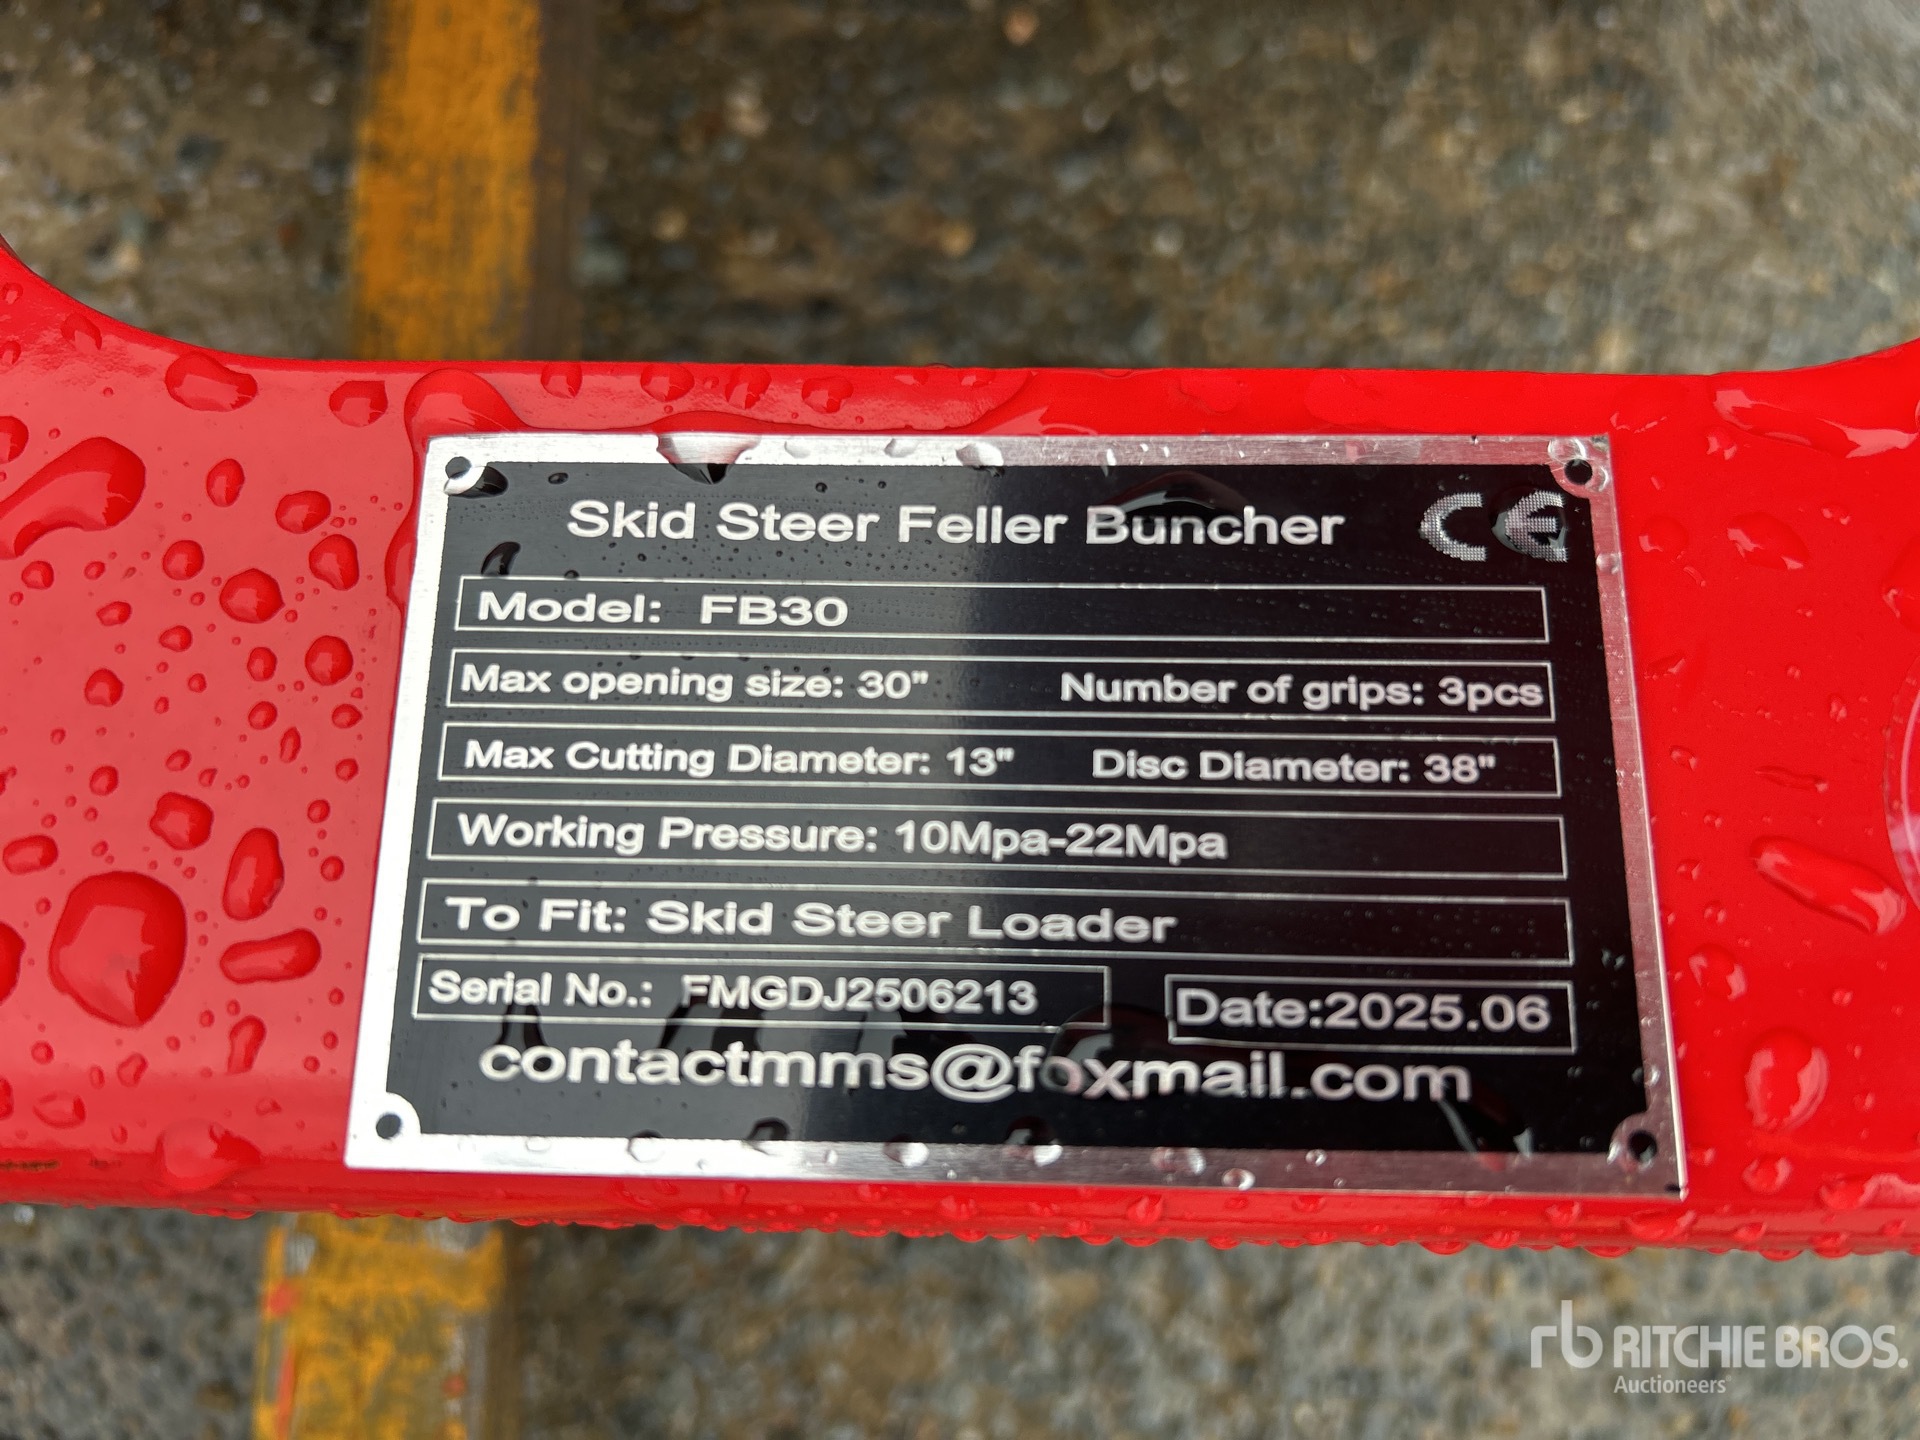 Skid Steer Feller Buncher CE
Model: FB30
Max opening size: 30" Number of grips: 3pcs
Max Cutting Diameter: 13" Disc Diameter: 38"
Working Pressure: 10Mpa-22Mpa
To Fit: Skid Steer Loader
Serial No.: FMGDJ2506213 Date:2025.06
contactmms@foxmail.com
rb RITCHIE BROS.
Auctioneers